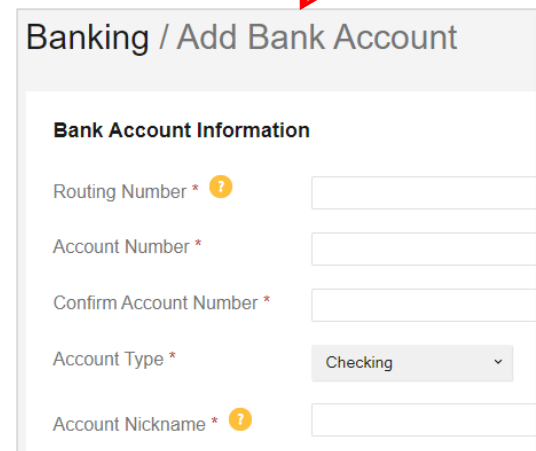 Banking / Add Bank Account
Bank Account Information
Routing Number * ?
Account Number *
Confirm Account Number *
Account Type * Checking
Account Nickname * ?